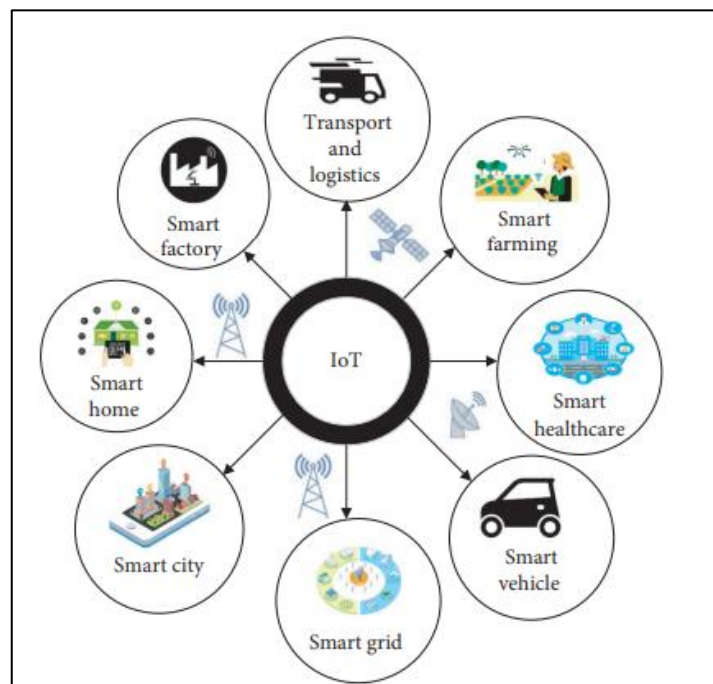 Transport
and
logistics
Smart
factory
Smart
farming
Smart
home
IoT
Smart
healthcare
Smart city
Smart
vehicle
Smart grid